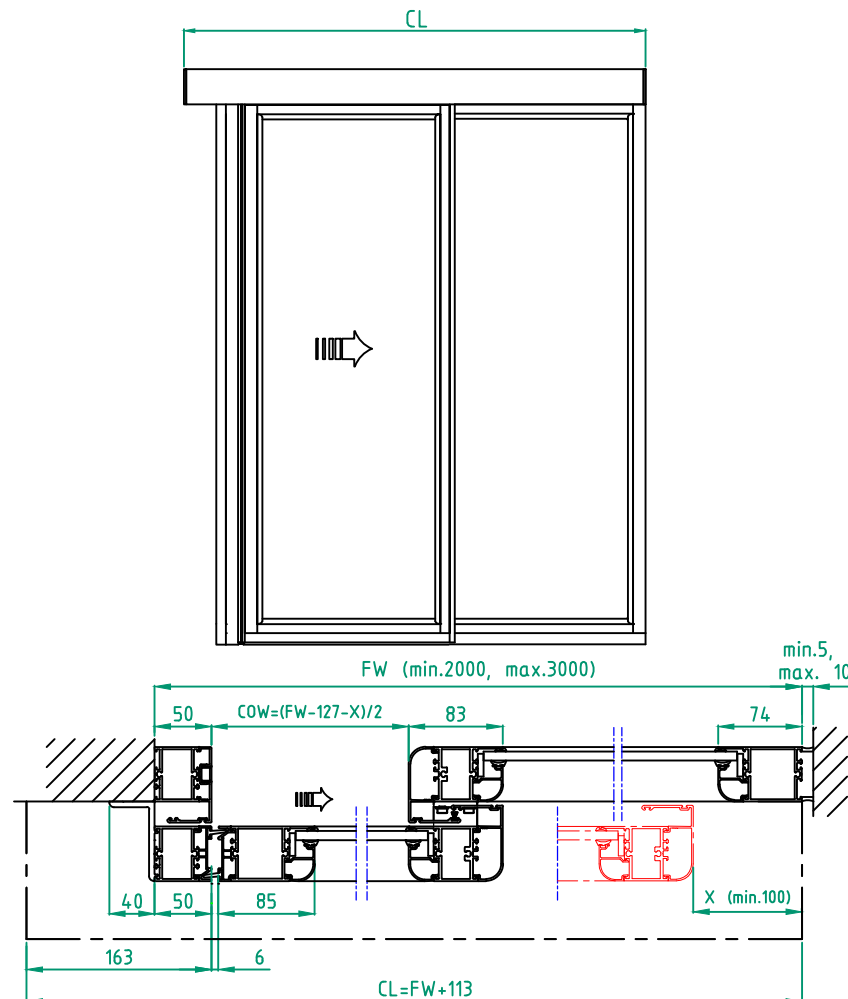 CL
FW (min.2000, max.3000)
min.5,
max. 10
50
COW=(FW-127-X)/2
83
74
40
50
85
X (min.100)
163
6
CL=FW+113